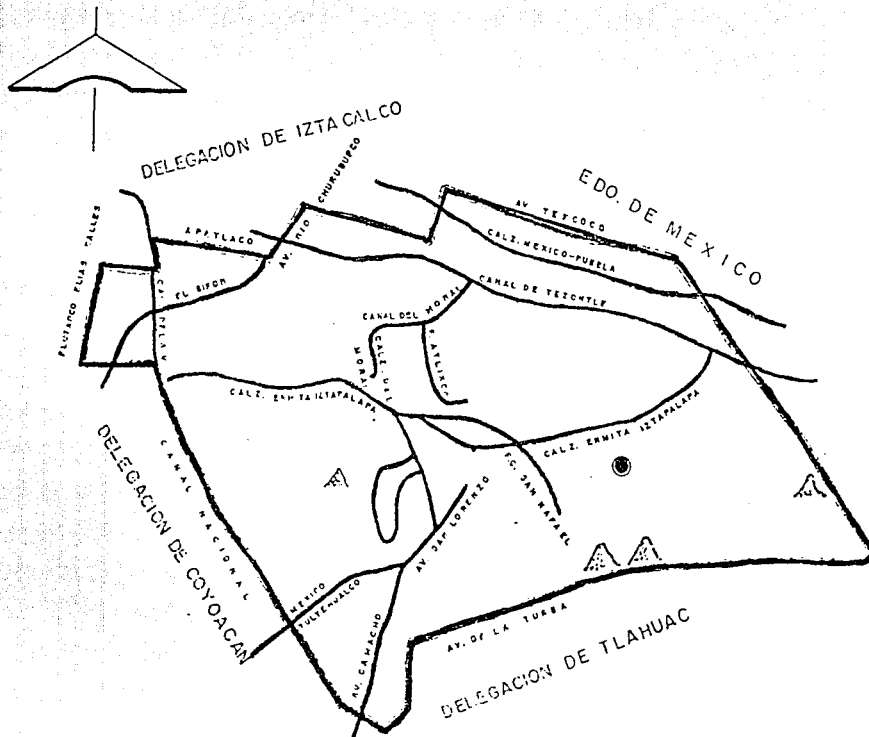 DELEGACION DE IZTACALCO
EDO. DE MEXICO
CHURUBUSCO
AV. RIO
AV. TEXCOCO
APATLACO
CALZ. MEXICO-PUEBLA
PLUTARCO ELIAS CALLES
EL SIFON
CANAL DE TEZONTLE
CANAL DEL MORAL
CALZ. DEL
MORAL
CALZ. ERMITA IZTAPALAPA
CALZ. ERMITA IZTAPALAPA
F.C. SAN RAFAEL
CANAL NACIONAL
DELEGACION DE COYOACAN
AV. SAN LORENZO
MEXICO
TULYEHUALCO
AV. CAMACHO
AV. DE LA TURBA
DELEGACION DE TLAHUAC